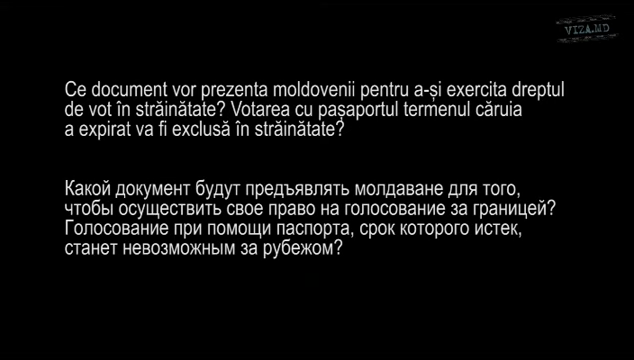 VIZA.MD
Ce document vor prezenta moldovenii pentru a-și exercita dreptul
de vot în străinătate? Votarea cu pașaportul termenul căruia
a expirat va fi exclusă în străinătate?
Какой документ будут предъявлять молдаване для того,
чтобы осуществить свое право на голосование за границей?
Голосование при помощи паспорта, срок которого истек,
станет невозможным за рубежом?